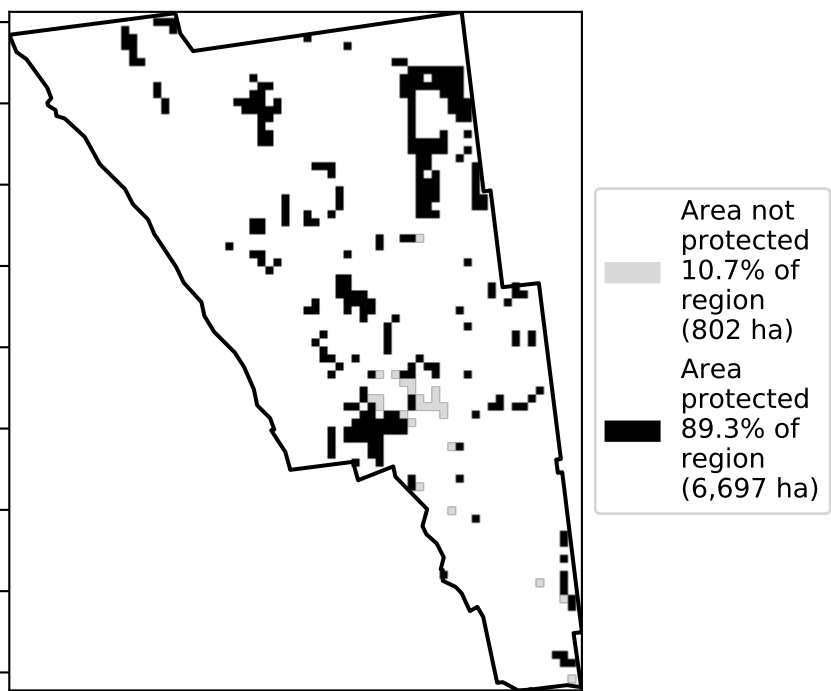 Area not
protected
10.7% of
region
(802 ha)
Area
protected
89.3% of
region
(6,697 ha)